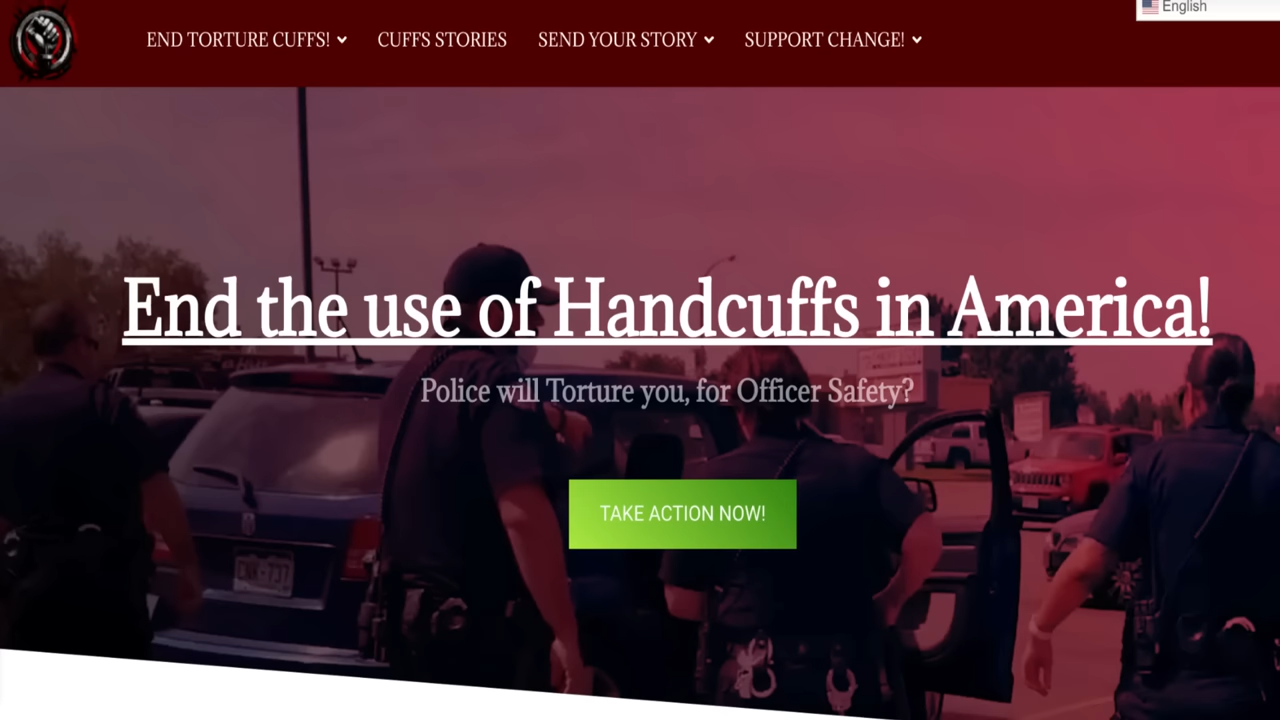 English
END TORTURE CUFFS!
CUFFS STORIES
SEND YOUR STORY
SUPPORT CHANGE!
End the use of Handcuffs in America!
Police will Torture you, for Officer Safety?
TAKE ACTION NOW!